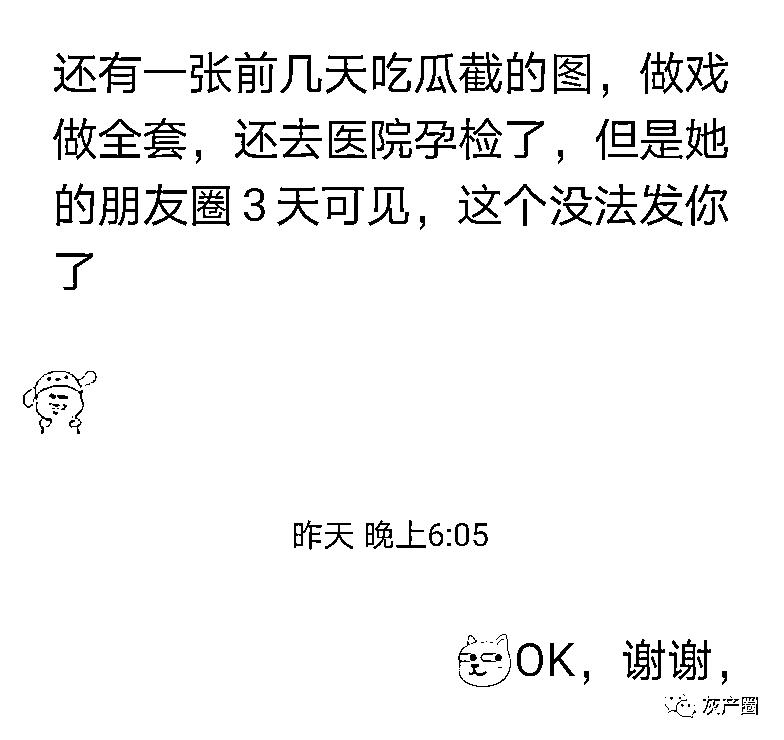 还有一张前几天吃瓜截的图，做戏
做全套，还去医院孕检了，但是她
的朋友圈3天可见，这个没法发你
了
昨天 晚上6:05
OK，谢谢，
灰产圈